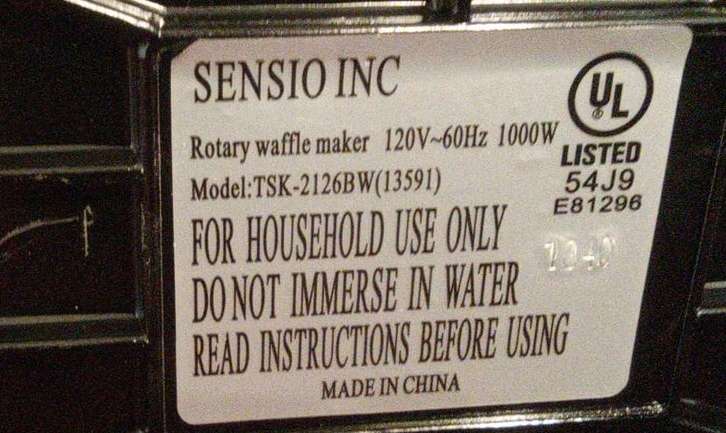 SENSIO INC
Rotary waffle maker 120V~60Hz 1000W
Model:TSK-2126BW(13591)
FOR HOUSEHOLD USE ONLY
DO NOT IMMERSE IN WATER
READ INSTRUCTIONS BEFORE USING
MADE IN CHINA
UL
®
LISTED
54J9
E81296